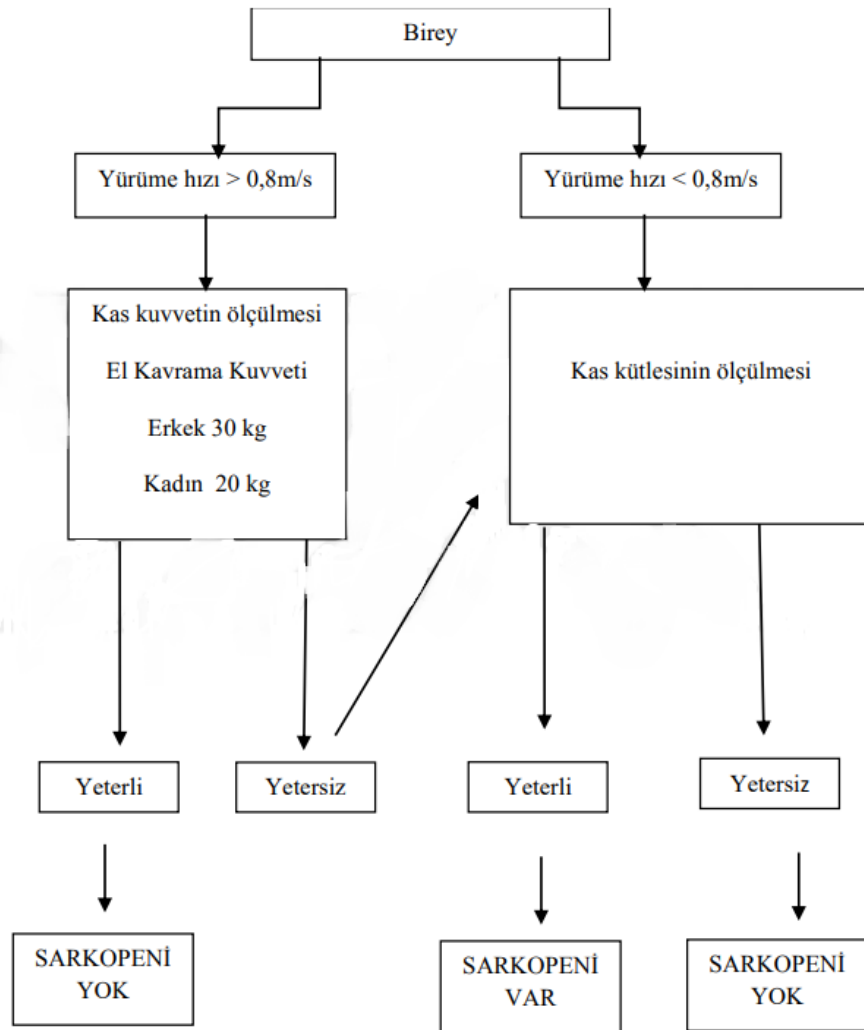 Birey
Yürüme hızı > 0,8m/s
Yürüme hızı < 0,8m/s
Kas kuvvetin ölçülmesi
El Kavrama Kuvveti
Erkek 30 kg
Kadın 20 kg
Kas kütlesinin ölçülmesi
Yeterli
Yetersiz
Yeterli
Yetersiz
SARKOPENİ
YOK
SARKOPENİ
VAR
SARKOPENİ
YOK